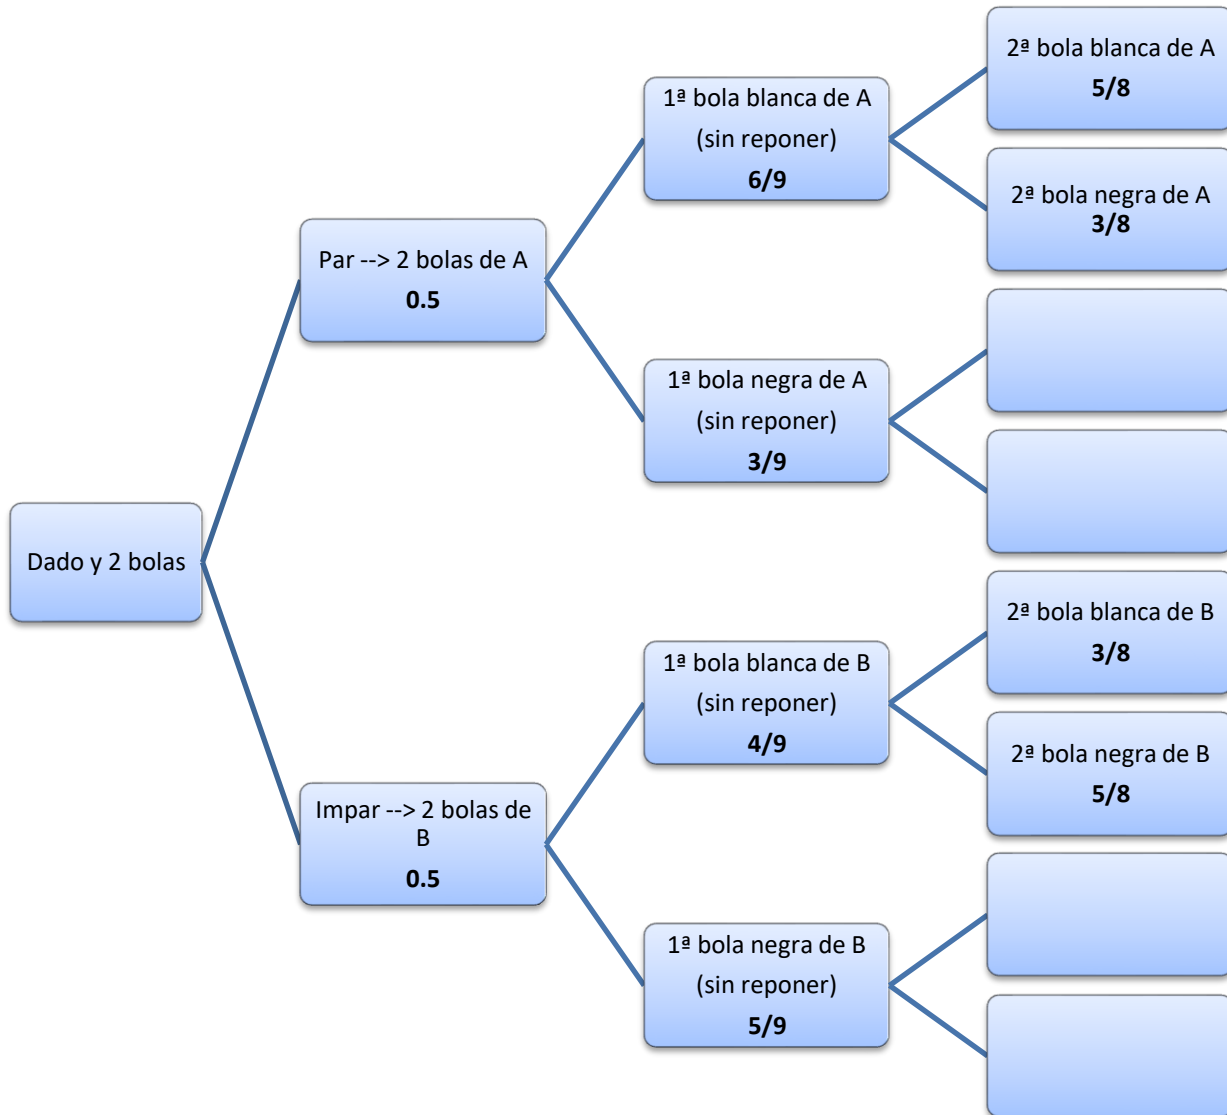 Dado y 2 bolas
Par --> 2 bolas de A
0.5
1ª bola blanca de A
(sin reponer)
6/9
2ª bola blanca de A
5/8
2ª bola negra de A
3/8
1ª bola negra de A
(sin reponer)
3/9
Impar --> 2 bolas de
B
0.5
1ª bola blanca de B
(sin reponer)
4/9
2ª bola blanca de B
3/8
2ª bola negra de B
5/8
1ª bola negra de B
(sin reponer)
5/9